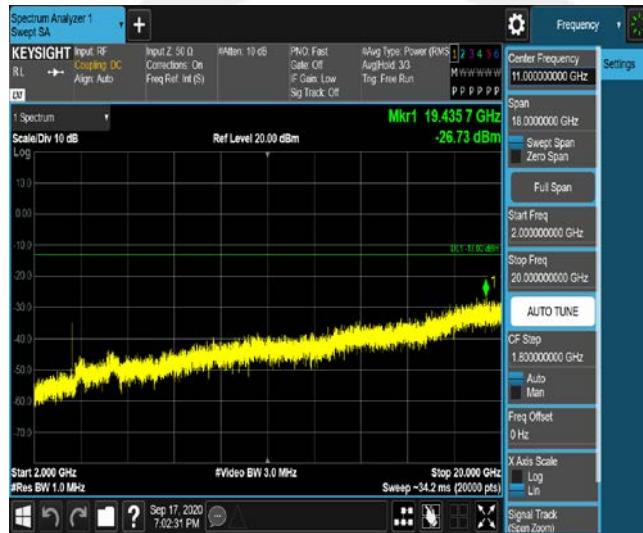 Spectrum Analyzer 1
Swept SA
+
Frequency
KEYSIGHT
RL
Input: RF
Coupling: DC
Align: Auto
Input Z: 50 Ω
Corrections: On
Freq Ref: Int (S)
#Atten: 10 dB
PNO: Fast
Gate: Off
IF Gain: Low
Sig Track: Off
#Avg Type: Power (RMS
Avg|Hold: 3/3
Trig: Free Run
1 2 3 4 5 6
M W W W W W
P P P P P P
Settings
1 Spectrum
Scale/Div 10 dB
Log
Ref Level 20.00 dBm
Mkr1 19.435 7 GHz
-26.73 dBm
10.0
0.00
-10.0
-20.0
-30.0
-40.0
-50.0
-60.0
-70.0
DL1 -13.00 dBm
1
Start 2.000 GHz
#Res BW 1.0 MHz
#Video BW 3.0 MHz
Stop 20.000 GHz
Sweep ~34.2 ms (20000 pts)
Center Frequency
11.000000000 GHz
Span
18.0000000 GHz
Swept Span
Zero Span
Full Span
Start Freq
2.000000000 GHz
Stop Freq
20.000000000 GHz
AUTO TUNE
CF Step
1.800000000 GHz
Auto
Man
Freq Offset
0 Hz
X Axis Scale
Log
Lin
Signal Track
(Span Zoom)
?
Sep 17, 2020
7:02:31 PM